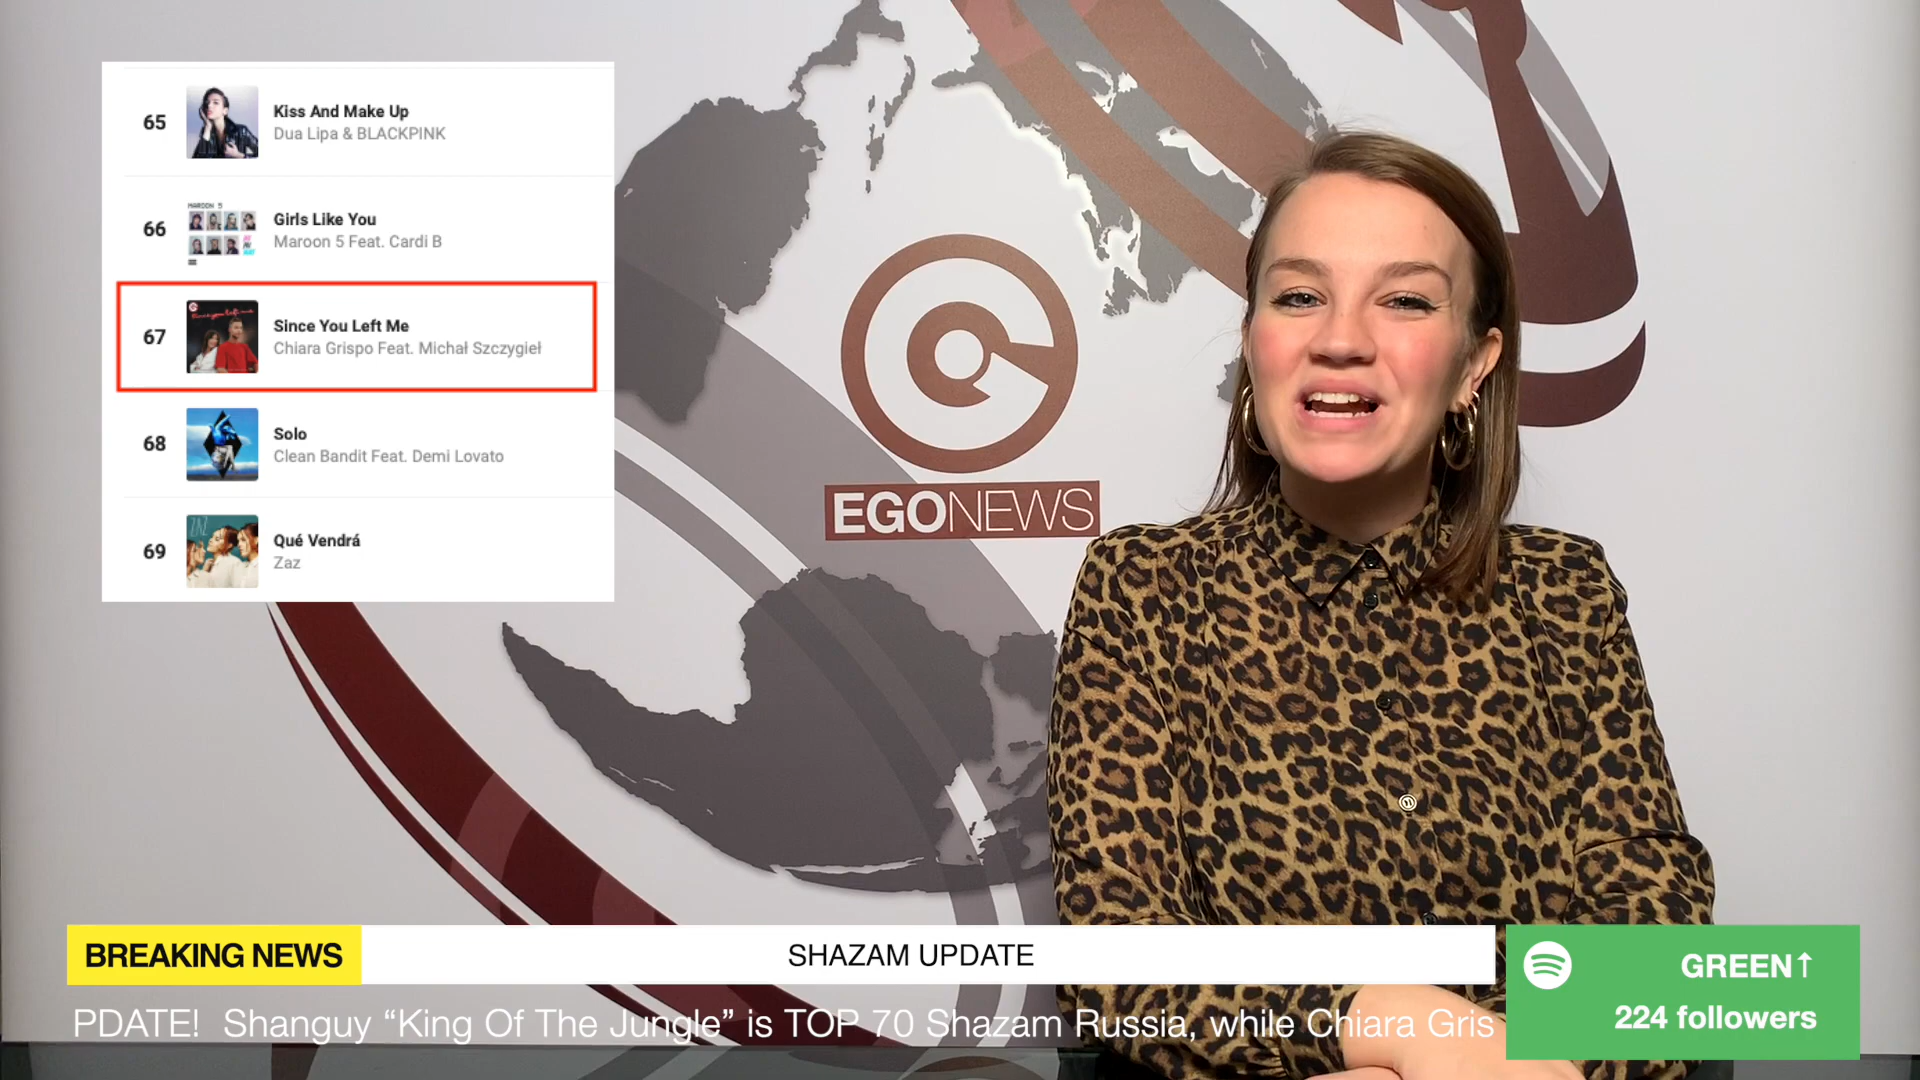 65
Kiss And Make Up
Dua Lipa & BLACKPINK
MAROON 5
66
Girls Like You
Maroon 5 Feat. Cardi B
67
Since You Left Me
Chiara Grispo Feat. Michał Szczygieł
68
Solo
Clean Bandit Feat. Demi Lovato
ZAZ
69
Qué Vendrá
Zaz
EGONEWS
BREAKING NEWS
SHAZAM UPDATE
GREEN↑
224 followers
PDATE! Shanguy “King Of The Jungle” is TOP 70 Shazam Russia, while Chiara Gris